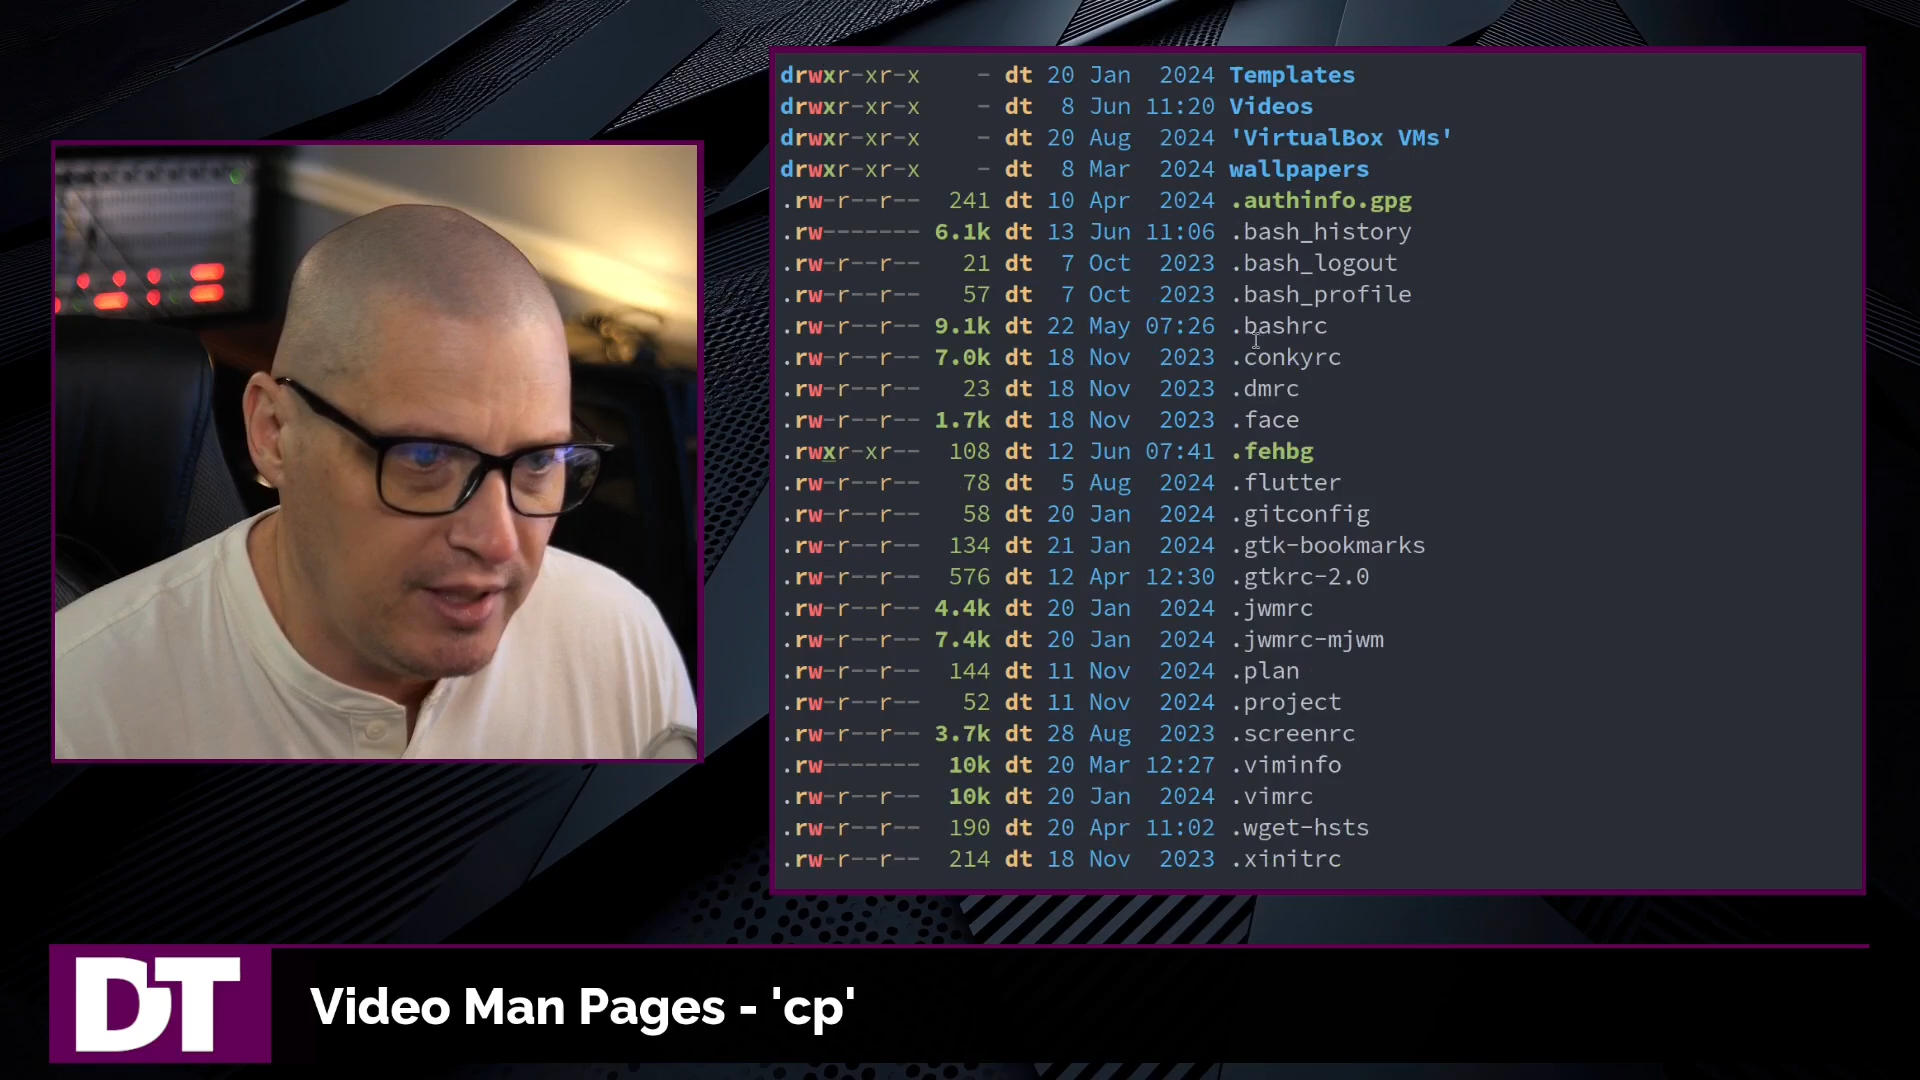 drwxr-xr-x - dt 20 Jan 2024 Templates
drwxr-xr-x - dt 8 Jun 11:20 Videos
drwxr-xr-x - dt 20 Aug 2024 'VirtualBox VMs'
drwxr-xr-x - dt 8 Mar 2024 wallpapers
.rw-r--r-- 241 dt 10 Apr 2024 .authinfo.gpg
.rw------- 6.1k dt 13 Jun 11:06 .bash_history
.rw-r--r-- 21 dt 7 Oct 2023 .bash_logout
.rw-r--r-- 57 dt 7 Oct 2023 .bash_profile
.rw-r--r-- 9.1k dt 22 May 07:26 .bashrc
.rw-r--r-- 7.0k dt 18 Nov 2023 .conkyrc
.rw-r--r-- 23 dt 18 Nov 2023 .dmrc
.rw-r--r-- 1.7k dt 18 Nov 2023 .face
.rwxr-xr-- 108 dt 12 Jun 07:41 .fehbg
.rw-r--r-- 78 dt 5 Aug 2024 .flutter
.rw-r--r-- 58 dt 20 Jan 2024 .gitconfig
.rw-r--r-- 134 dt 21 Jan 2024 .gtk-bookmarks
.rw-r--r-- 576 dt 12 Apr 12:30 .gtkrc-2.0
.rw-r--r-- 4.4k dt 20 Jan 2024 .jwmrc
.rw-r--r-- 7.4k dt 20 Jan 2024 .jwmrc-mjwm
.rw-r--r-- 144 dt 11 Nov 2024 .plan
.rw-r--r-- 52 dt 11 Nov 2024 .project
.rw-r--r-- 3.7k dt 28 Aug 2023 .screenrc
.rw------- 10k dt 20 Mar 12:27 .viminfo
.rw-r--r-- 10k dt 20 Jan 2024 .vimrc
.rw-r--r-- 190 dt 20 Apr 11:02 .wget-hsts
.rw-r--r-- 214 dt 18 Nov 2023 .xinitrc
DT
Video Man Pages - 'cp'